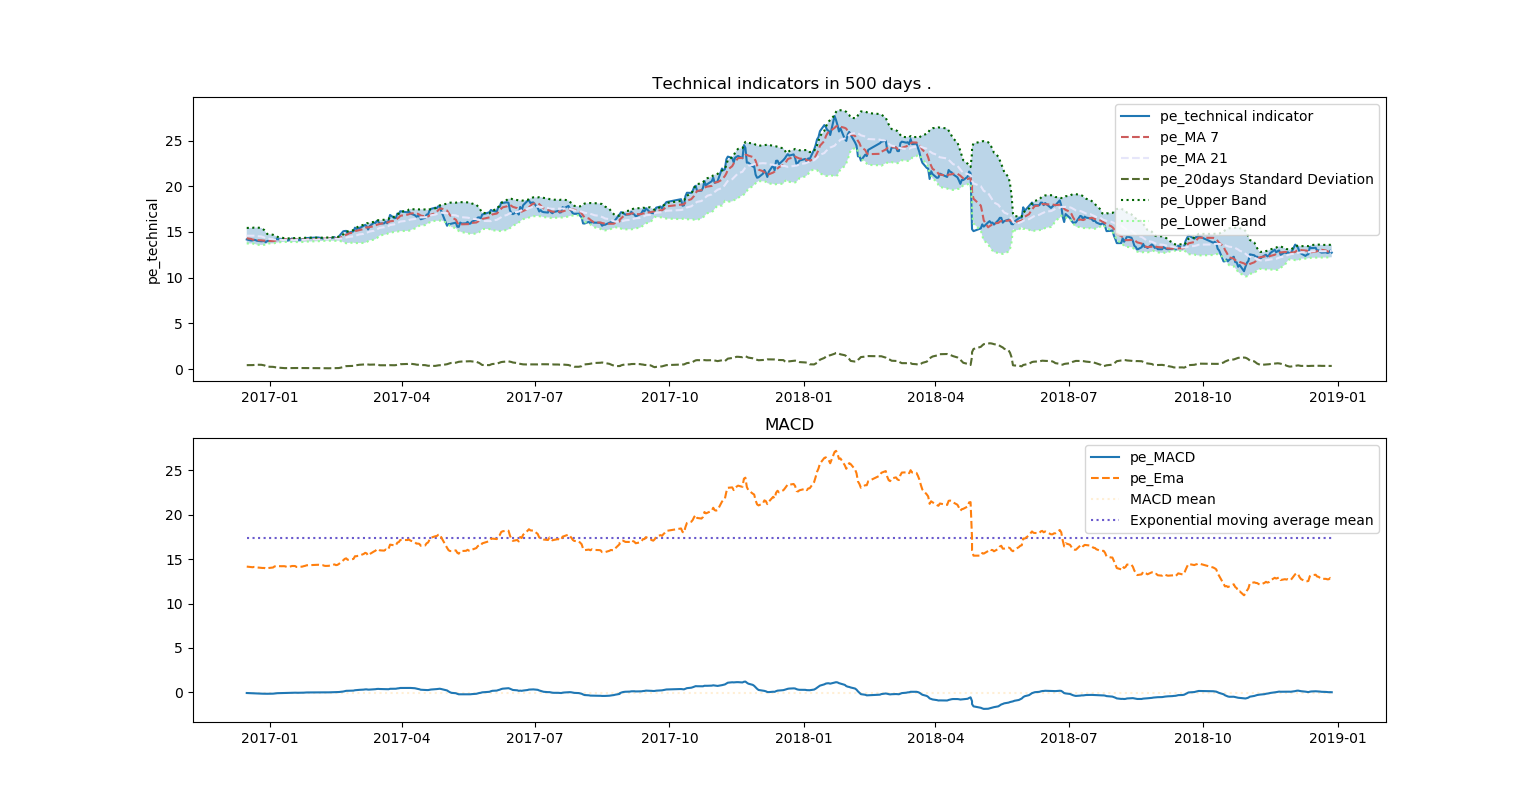 Technical indicators in 500 days .
pe_technical
25
20
15
10
5
0
pe_technical indicator
pe_MA 7
pe_MA 21
pe_20days Standard Deviation
pe_Upper Band
pe_Lower Band
2017-01 2017-04 2017-07 2017-10 2018-01 2018-04 2018-07 2018-10 2019-01
MACD
25
20
15
10
5
0
pe_MACD
pe_Ema
MACD mean
Exponential moving average mean
2017-01 2017-04 2017-07 2017-10 2018-01 2018-04 2018-07 2018-10 2019-01